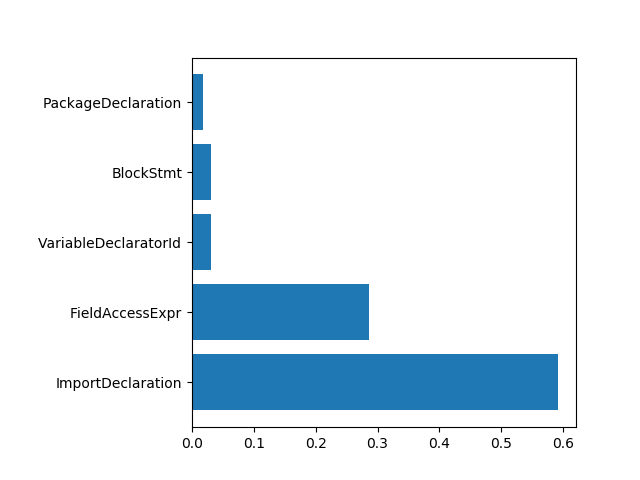 PackageDeclaration
BlockStmt
VariableDeclaratorId
FieldAccessExpr
ImportDeclaration
0.0 0.1 0.2 0.3 0.4 0.5 0.6